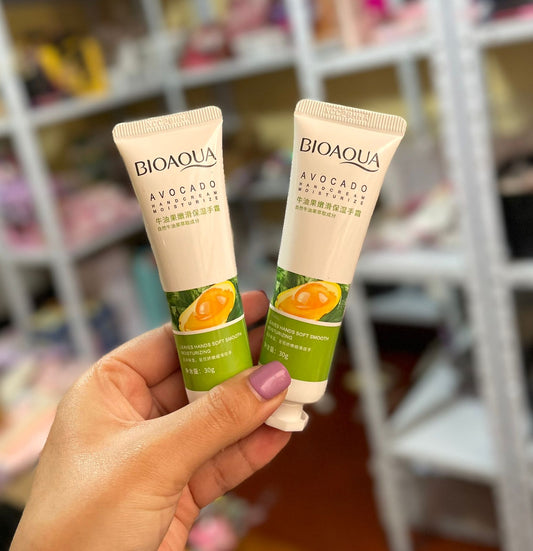 BIOAQUA
AVOCADO
HANDCREAM
MOISTURIZE
牛油果嫩滑保湿手霜
LEAVES HANDS SOFT SMOOTH
MOISTURIZING
30g
BIOAQUA
AVOCADO
HANDCREAM
MOISTURIZE
牛油果嫩滑保湿手霜
LEAVES HANDS SOFT SMOOTH
MOISTURIZING
30g